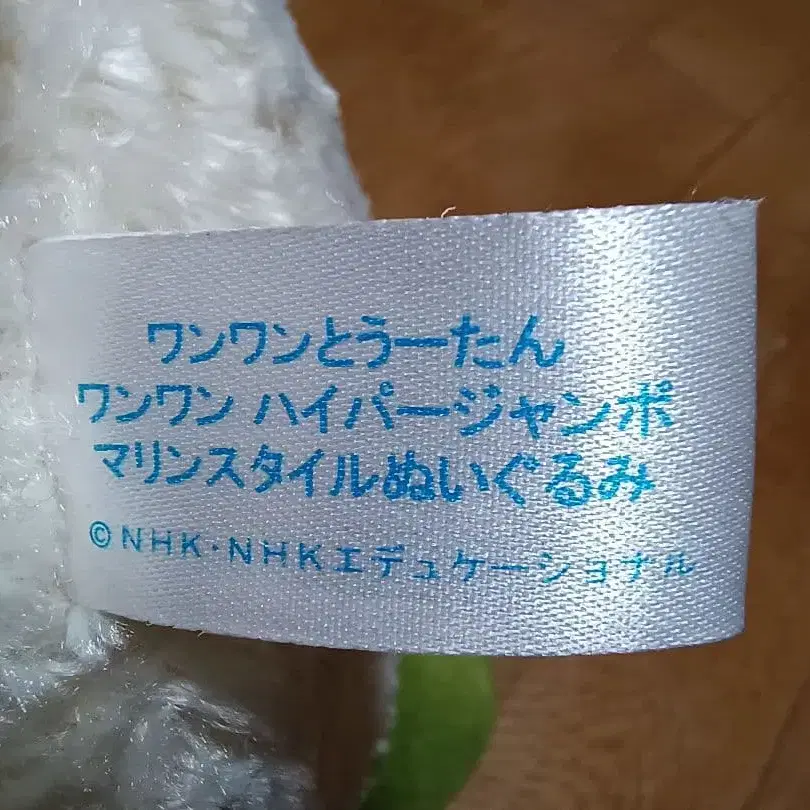 ワンワンとうーたん
ワンワン ハイパージャンボ
マリンスタイルぬいぐるみ
©NHK・NHKエデュケーショナル